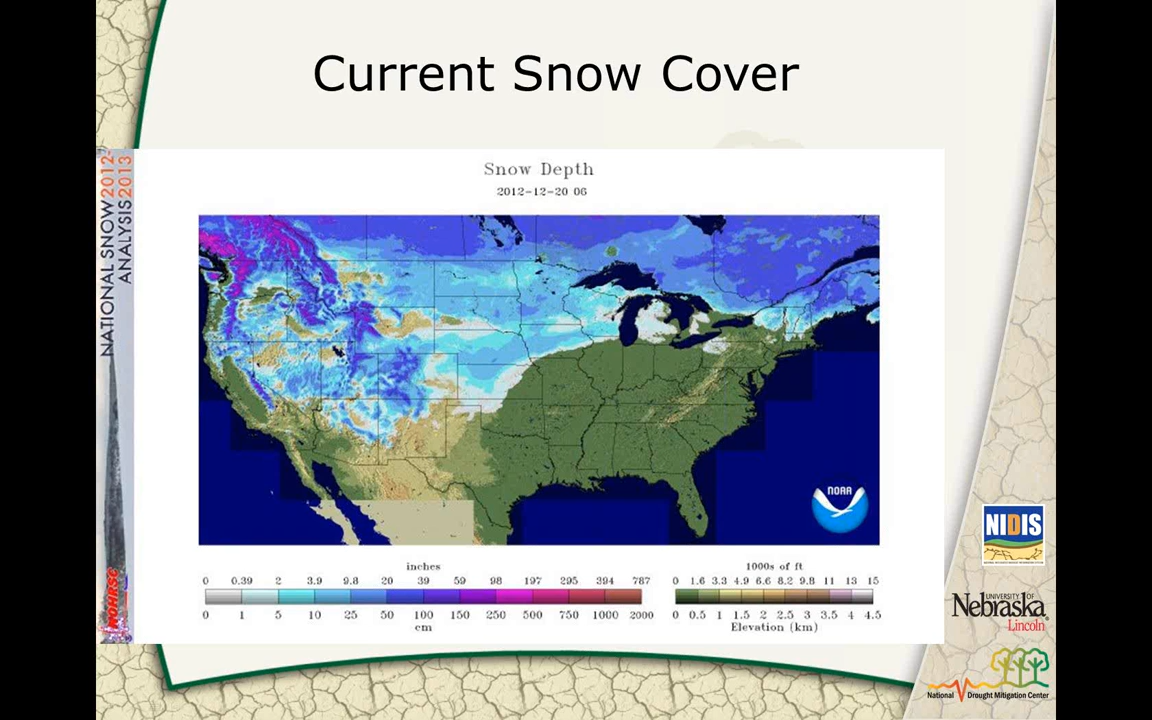 Current Snow Cover
NATIONAL SNOW 2012-
ANALYSIS 2013
NOHRSC
Snow Depth
2012-12-20 06
NOAA
inches
0 0.39 2 3.9 9.8 20 39 59 98 197 295 394 787
0 1 5 10 25 50 100 150 250 500 750 1000 2000
cm
1000s of ft
0 1.6 3.3 4.9 6.6 8.2 9.8 11 13 15
0 0.5 1 1.5 2 2.5 3 3.5 4 4.5
Elevation (km)
NIDIS
UNIVERSITY OF
Nebraska
Lincoln
National Drought Mitigation Center